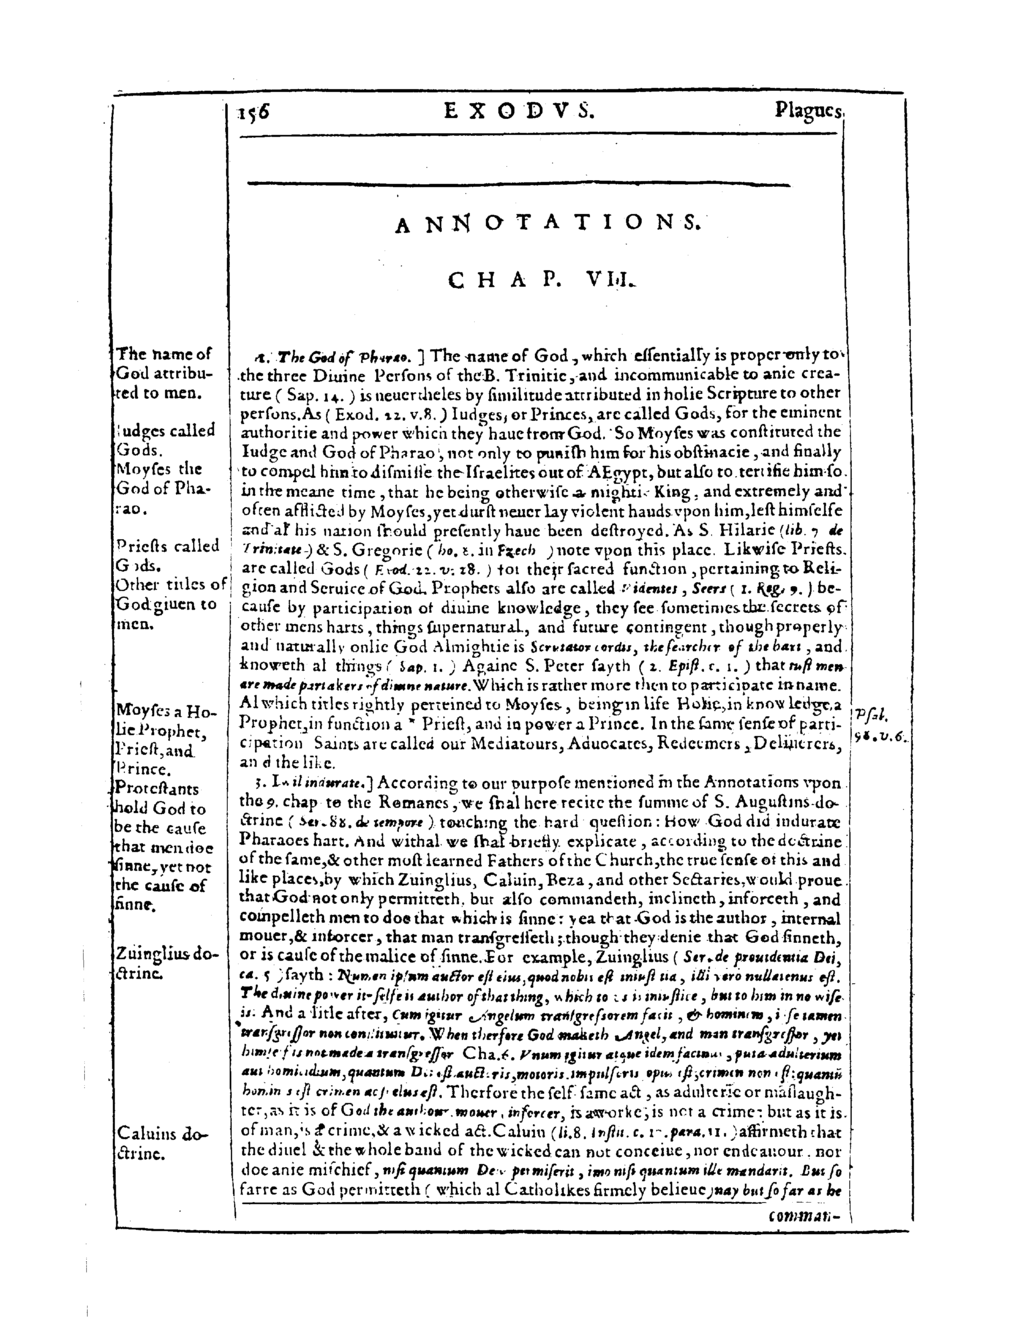 156 EXODVS. Plagues.
ANNOTATIONS.
CHAP. VII.
The name of
God attribu-
ted to men.
Iudges called
Gods.
Moyſes the
God of Pha-
rao.
Prieſts called
Gods.
Other titles of
God giuen to
men.
Moyſes a Ho-
lie Prophet,
Prieſt, and
Prince.
Proteſtants
hold God to
be the cauſe
that men doe
ſinne, yet not
the cauſe of
ſinne.
Zuinglius do-
ctrine.
Caluins do-
ctrine.
1. The God of Pharao. ] The name of God, which eſſentially is proper only to
the three Diuine Perſons of the B. Trinitie, and incommunicable to anie crea-
ture ( Sap. 14. ) is neuertheles by ſimilitude attributed in holie Scripture to other
perſons. As ( Exod. 22. v. 8. ) Iudges, or Princes, are called Gods, for the eminent
authoritie and power which they haue from God. So Moyſes was conſtituted the
Iudge and God of Pharao, not only to puniſh him for his obſtinacie, and finally
to compel him to diſmiſſe the Iſraelites out of AEgypt, but alſo to terrifie him ſo
in the meane time, that he being otherwiſe a mightie King, and extremely and
often afflicted by Moyſes, yet durſt neuer lay violent hands vpon him, leſt himſelfe
and al his nation ſhould preſently haue been deſtroyed. As S. Hilarie (lib. 7 de
Trinitate) & S. Gregorie ( ho. 8. in Ezech ) note vpon this place. Likwiſe Prieſts
are called Gods ( Exod. 22. v. 28. ) for their ſacred function, pertaining to Reli-
gion and Seruice of God. Prophets alſo are called Videntes, Seers ( 1. Reg. 9. ) be-
cauſe by participation of diuine knowledge, they ſee ſometimes the ſecrets of
other mens harts, things ſupernatural, and future contingent, though properly
and naturally onlie God Almightie is Scrutator cordis, the ſearcher of the hart, and
knoweth al things ( Sap. 1. ) Againe S. Peter ſayth ( 2. Epiſt. c. 1. ) that iuſt men
are made partakers of diuine nature. Which is rather more then to participate in name.
Al which titles rightly perteined to Moyſes, being in life Holie, in knowledge, a
Prophet, in function a * Prieſt, and in power a Prince. In the ſame ſenſe of parti-
cipation Saints are called our Mediatours, Aduocates, Redeemers, Deliuerers,
and the like.
Pſal.
98. v. 6.
3. I wil indurate. ] According to our purpoſe mentioned in the Annotations vpon
the 9. chap to the Romanes, we ſhal here recite the ſumme of S. Auguſtins do-
ctrine ( Ser. 88. de tempore ) touching the hard queſtion: How God did indurate
Pharaoes hart. And withal we ſhal briefly explicate, according to the doctrine
of the ſame, & other moſt learned Fathers of the Church, the true ſenſe of this and
like places, by which Zuinglius, Caluin, Beza, and other Sectaries, would proue
that God not only permitteth, but alſo commandeth, inclineth, inforceth, and
compelleth men to doe that which is ſinne: yea that God is the author, internal
mouer, & inforcer, that man tranſgreſſeth; though they denie that God ſinneth,
or is cauſe of the malice of ſinne. For example, Zuinglius ( Ser. de prouidentia Dei,
ca. 5 ) ſayth : Numen ipſum auctor eſt eius, quod nobis eſt iniuſtitia, illi vero nullatenus eſt.
The diuine power it ſelfe is author of that thing, which to vs is iniuſtice, but to him in no wiſe
is. And a litle after, Cum igitur Angelum tranſgreſſorem facit, & hominem, ipſe tamen
tranſgreſſor non conſtituitur. When therfore God maketh Angel, and man tranſgreſſor, yet
himſelf is not made a tranſgreſſor Cha. 6. Vnum igitur atque idem facinus, puta adulterium
aut homicidium, quantum Dei eſt auctoris, motoris, impulſoris opus eſt, crimen non eſt: quantū
hominis eſt crimen ac ſcelus eſt. Therfore the ſelf ſame act, as adulterie or manſlaugh-
ter, as it is of God the authour, mouer, inforcer, is a worke, is not a crime: but as it is
of man, is a crime, & a wicked act. Caluin (li. 8. Inſtit. c. 17. para. 11. ) affirmeth that
the diuel & the whole band of the wicked can not conceiue, nor endeauour, nor
doe anie miſchief, niſi quantum Deus permiſerit, imo niſi quantum ille mandarit. But ſo
farre as God permitteth ( which al Catholikes firmely believe) nay but ſo far as he
comman-